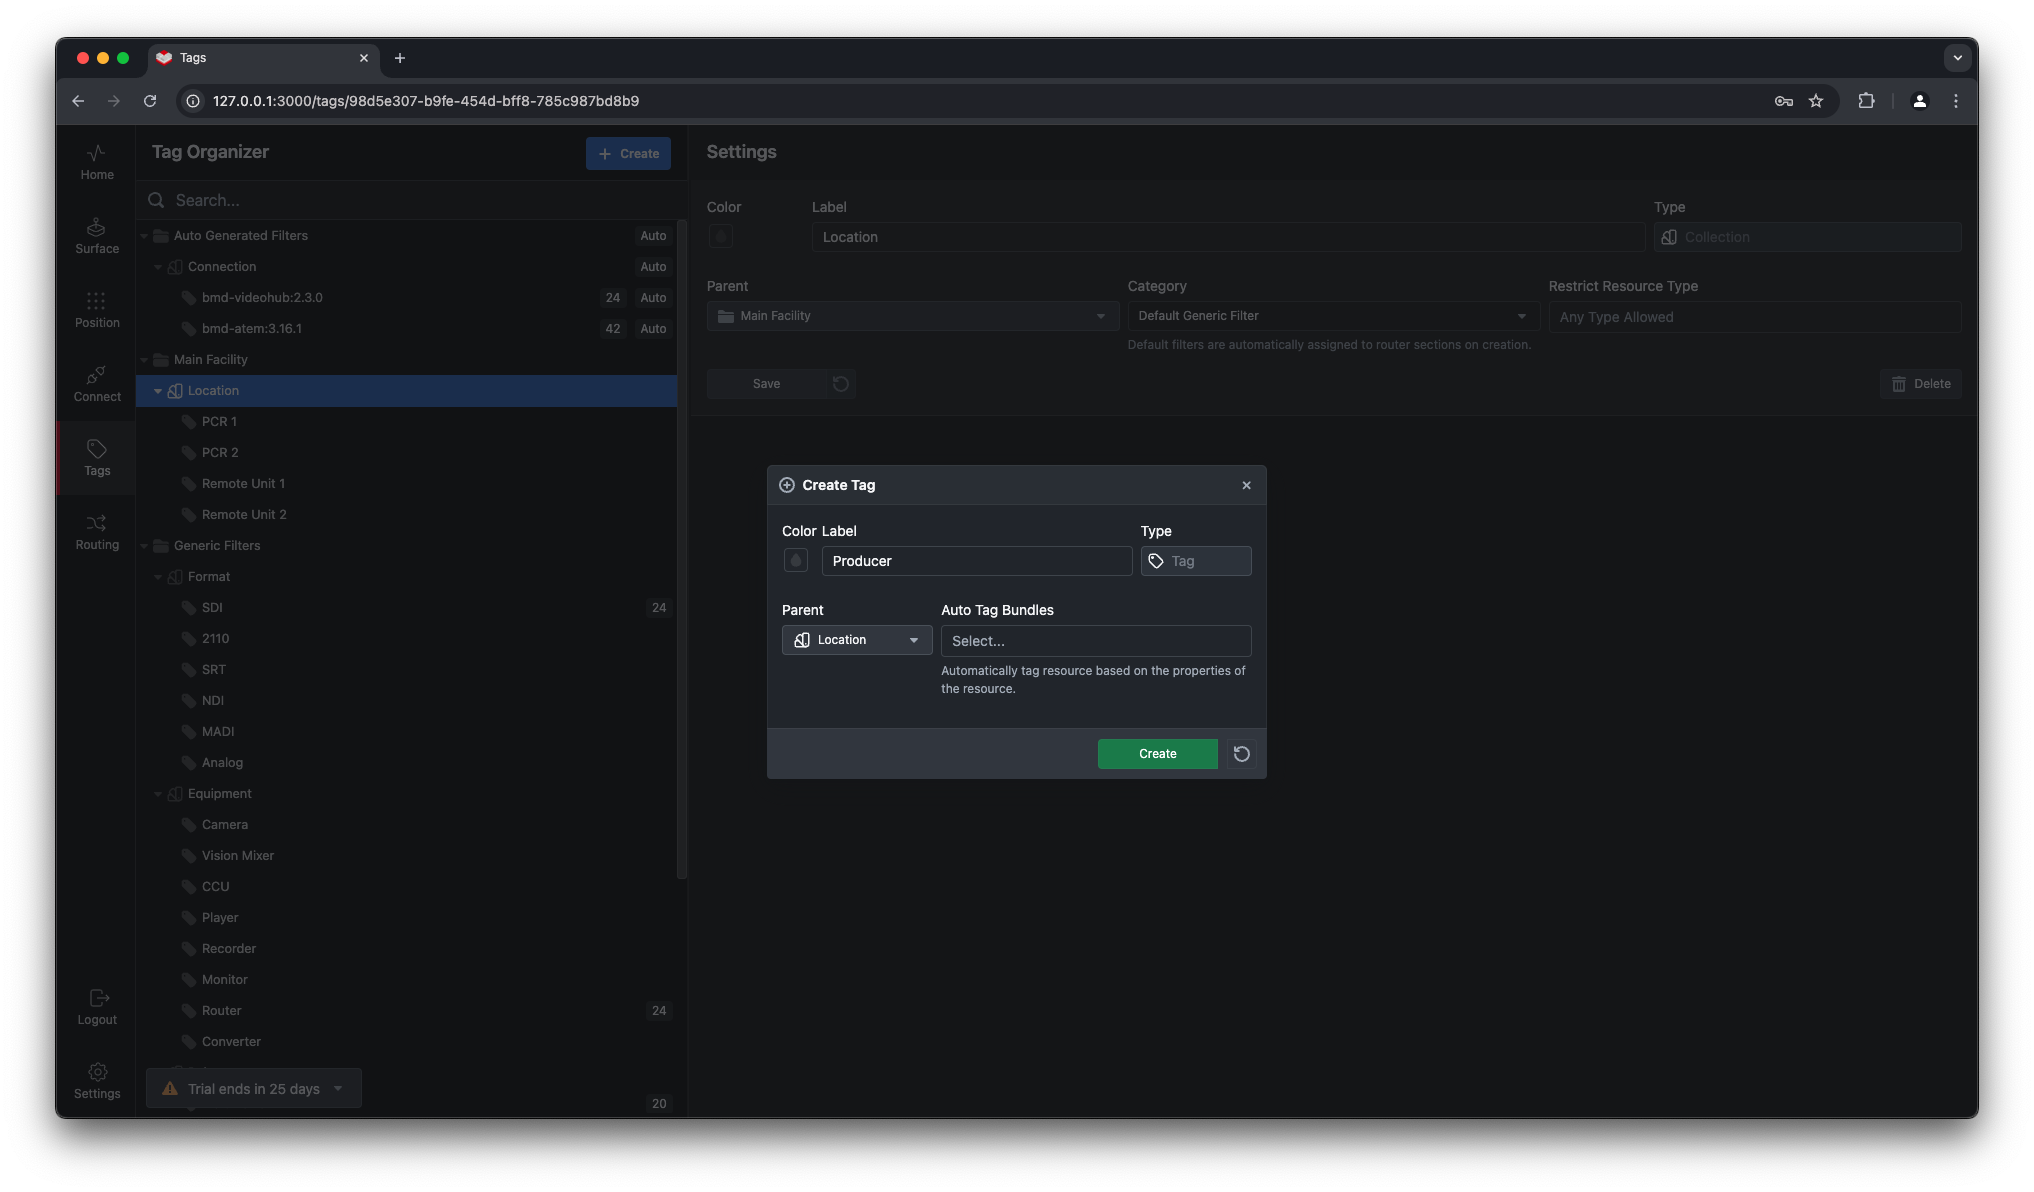 Tags
127.0.0.1:3000/tags/98d5e307-b9fe-454d-bff8-785c987bd8b9
Home
Surface
Position
Connect
Tags
Routing
Logout
Settings
Tag Organizer
Create
Search...
Auto Generated Filters Auto
Connection Auto
bmd-videohub:2.3.0 24 Auto
bmd-atem:3.16.1 42 Auto
Main Facility
Location
PCR 1
PCR 2
Remote Unit 1
Remote Unit 2
Generic Filters
Format
SDI 24
2110
SRT
NDI
MADI
Analog
Equipment
Camera
Vision Mixer
CCU
Player
Recorder
Monitor
Router 24
Converter
Trial ends in 25 days
20
Settings
Color Label Type
Location Collection
Parent Category Restrict Resource Type
Main Facility Default Generic Filter Any Type Allowed
Default filters are automatically assigned to router sections on creation.
Save Delete
Create Tag
Color Label Type
Producer Tag
Parent Auto Tag Bundles
Location Select...
Automatically tag resource based on the properties of
the resource.
Create